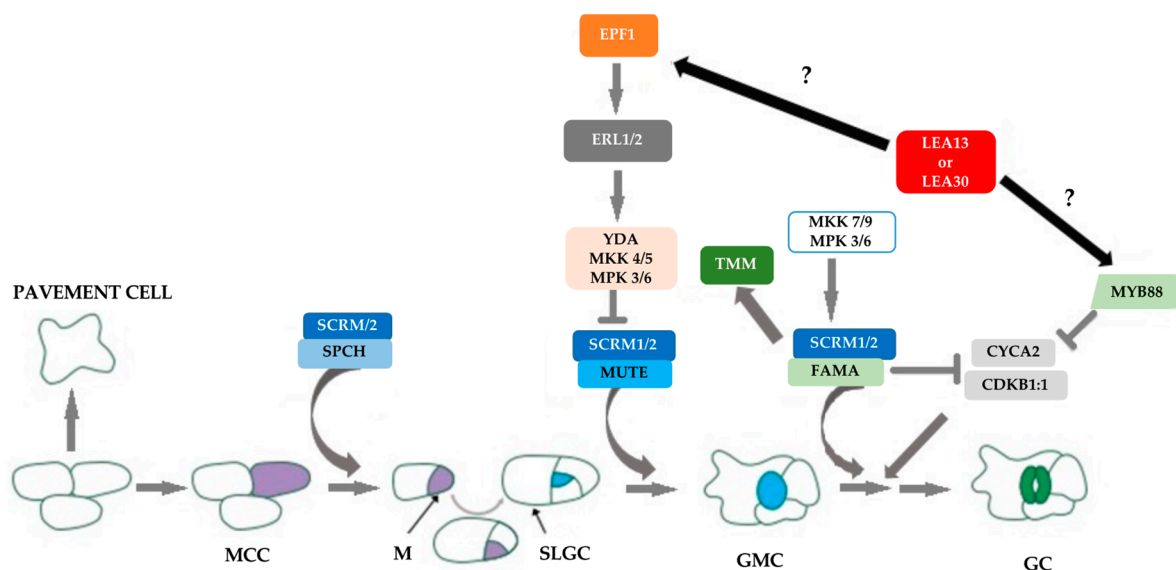 EPF1
?
ERL1/2
LEA13
or
LEA30
?
MKK 7/9
MPK 3/6
YDA
MKK 4/5
MPK 3/6
TMM
MYB88
PAVEMENT CELL
SCRM/2
SPCH
SCRM1/2
MUTE
SCRM1/2
FAMA
CYCA2
CDKB1:1
MCC
M
SLGC
GMC
GC